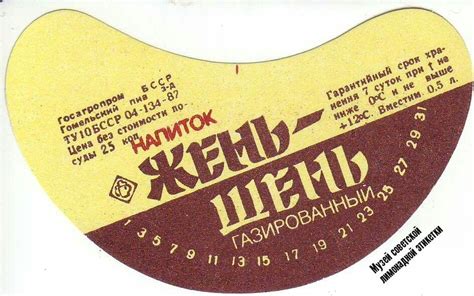 госагропром БССР
Гомельский пив з-д
ТУ10БССР 04-134-87
Цена без стоимости по-
суды 25 коп
Гарантийный срок хра-
нения 7 суток при t не
ниже 0°C и не выше
+12°C. Вместим. 0,5 л.
НАПИТОК
ЖЕНЬ-
ШЕНЬ
ГАЗИРОВАННЫЙ
1 3 5 7 9 11 13 15 17 19 21 23 25 27 29 31
Музей советской
лимонадной этикетки